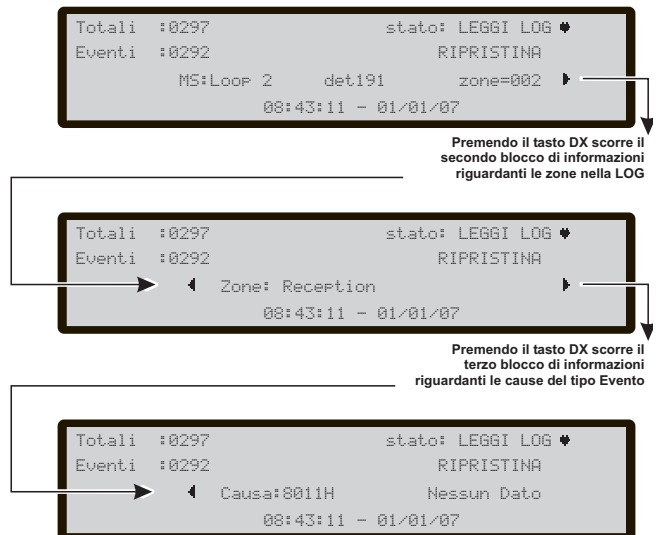 Totali :0297 stato: LEGGI LOG
Eventi :0292 RIPRISTINA
MS:Loop 2 det191 zone=002
08:43:11 - 01/01/07
Premendo il tasto DX scorre il
secondo blocco di informazioni
riguardanti le zone nella LOG
Totali :0297 stato: LEGGI LOG
Eventi :0292 RIPRISTINA
Zone: Reception
08:43:11 - 01/01/07
Premendo il tasto DX scorre il
terzo blocco di informazioni
riguardanti le cause del tipo Evento
Totali :0297 stato: LEGGI LOG
Eventi :0292 RIPRISTINA
Causa:8011H Nessun Dato
08:43:11 - 01/01/07